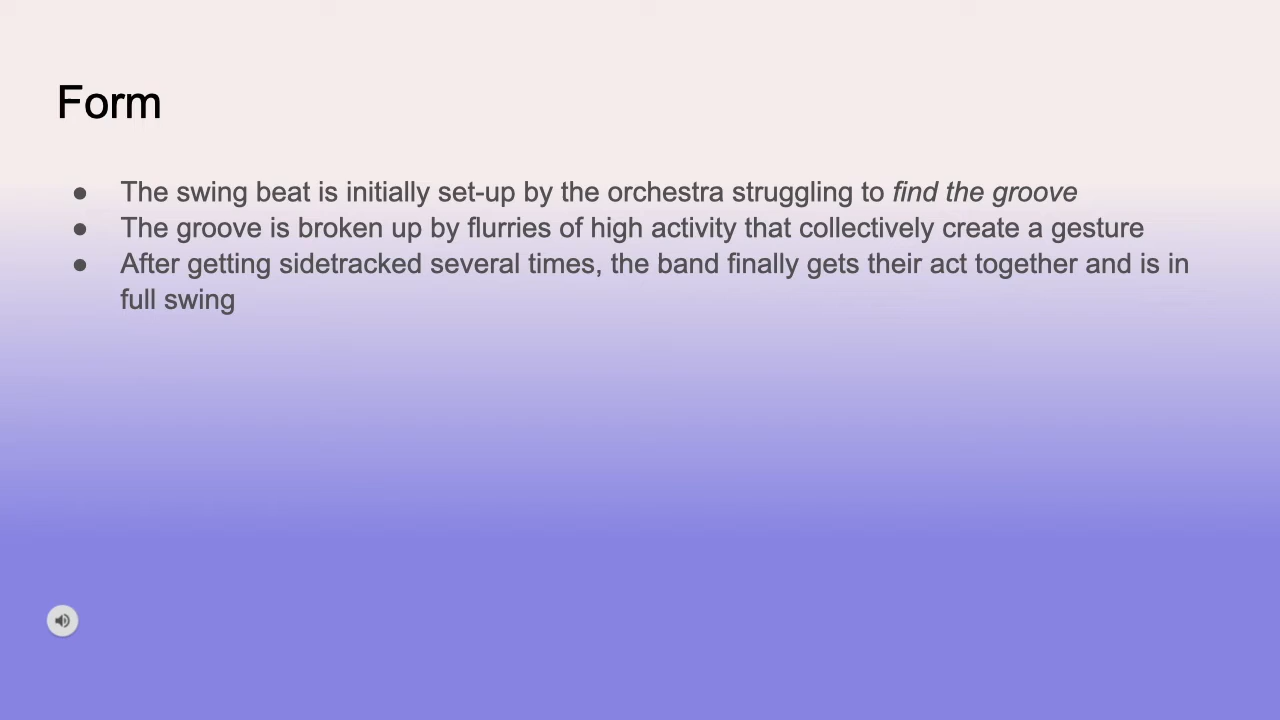 Form
● The swing beat is initially set-up by the orchestra struggling to find the groove
● The groove is broken up by flurries of high activity that collectively create a gesture
● After getting sidetracked several times, the band finally gets their act together and is in
full swing